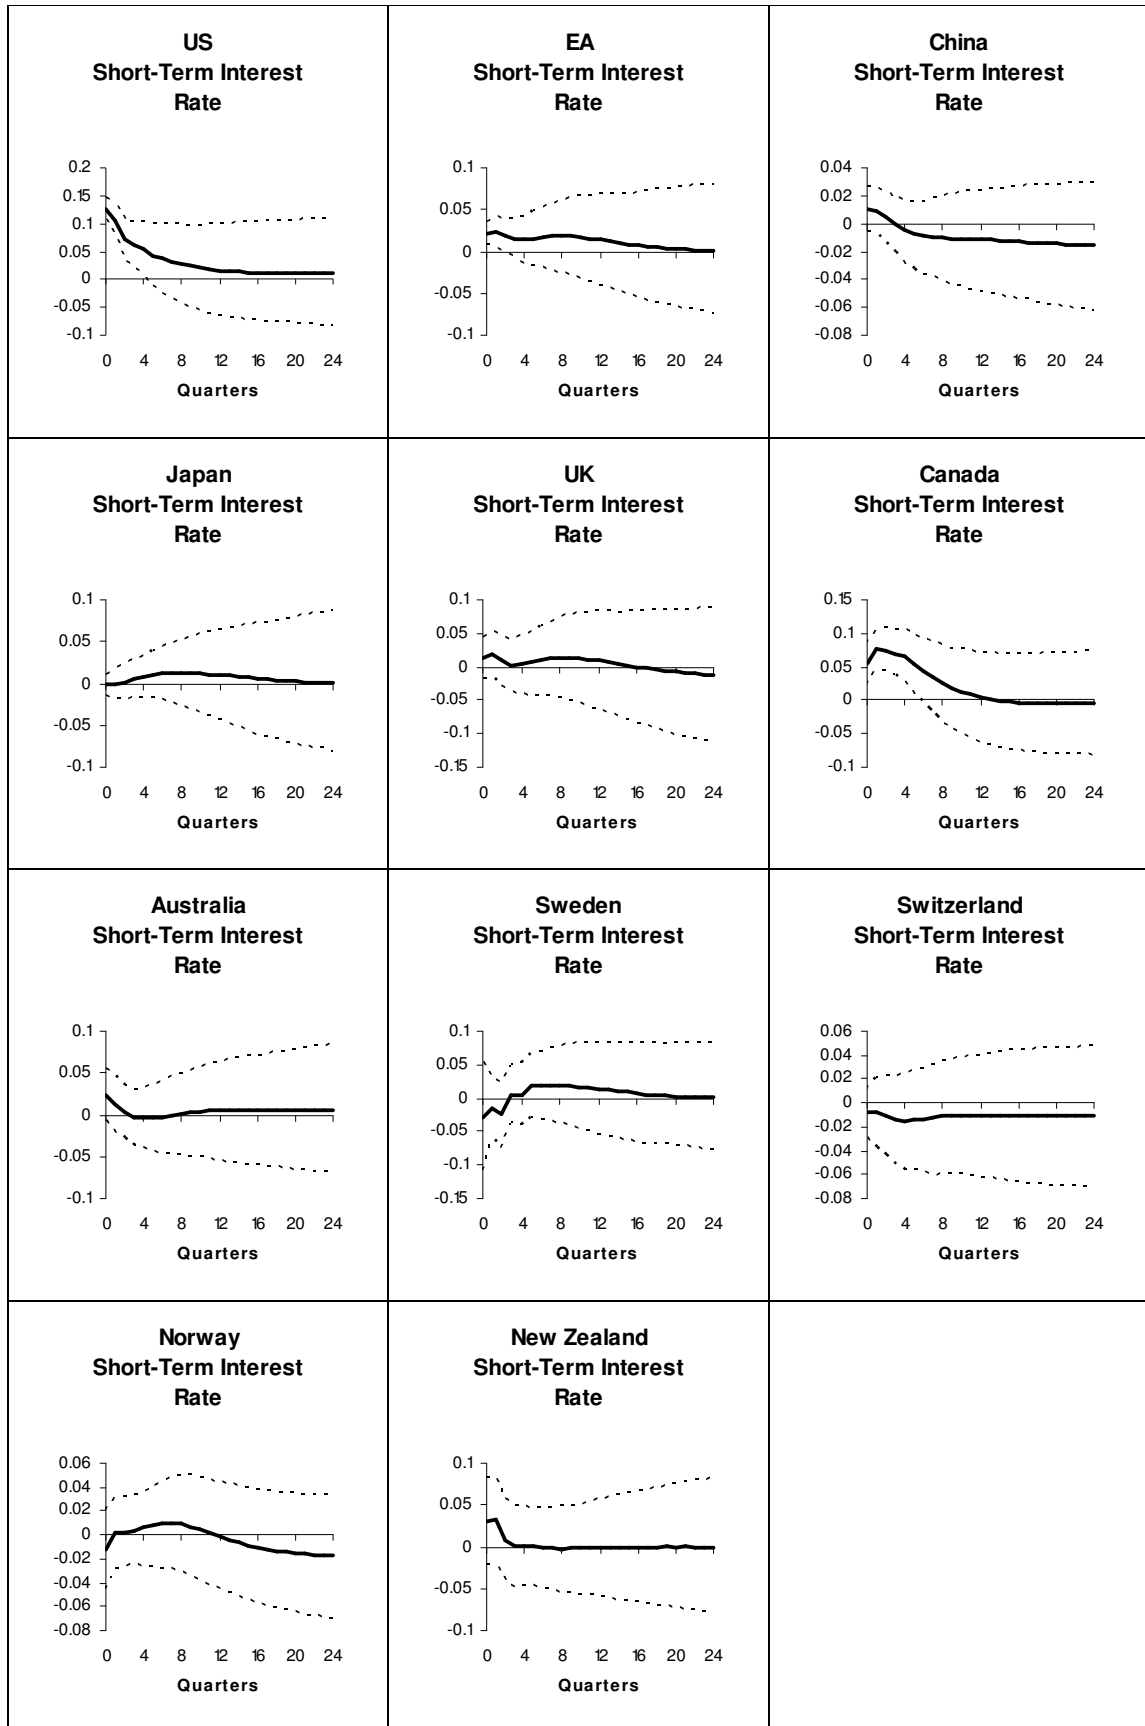 US
Short-Term Interest
Rate
0.2
0.15
0.1
0.05
0
-0.05
-0.1
0 4 8 12 16 20 24
Quarters
EA
Short-Term Interest
Rate
0.1
0.05
0
-0.05
-0.1
0 4 8 12 16 20 24
Quarters
China
Short-Term Interest
Rate
0.04
0.02
0
-0.02
-0.04
-0.06
-0.08
0 4 8 12 16 20 24
Quarters
Japan
Short-Term Interest
Rate
0.1
0.05
0
-0.05
-0.1
0 4 8 12 16 20 24
Quarters
UK
Short-Term Interest
Rate
0.1
0.05
0
-0.05
-0.1
-0.15
0 4 8 12 16 20 24
Quarters
Canada
Short-Term Interest
Rate
0.15
0.1
0.05
0
-0.05
-0.1
0 4 8 12 16 20 24
Quarters
Australia
Short-Term Interest
Rate
0.1
0.05
0
-0.05
-0.1
0 4 8 12 16 20 24
Quarters
Sweden
Short-Term Interest
Rate
0.1
0.05
0
-0.05
-0.1
-0.15
0 4 8 12 16 20 24
Quarters
Switzerland
Short-Term Interest
Rate
0.06
0.04
0.02
0
-0.02
-0.04
-0.06
-0.08
0 4 8 12 16 20 24
Quarters
Norway
Short-Term Interest
Rate
0.06
0.04
0.02
0
-0.02
-0.04
-0.06
-0.08
0 4 8 12 16 20 24
Quarters
New Zealand
Short-Term Interest
Rate
0.1
0.05
0
-0.05
-0.1
0 4 8 12 16 20 24
Quarters